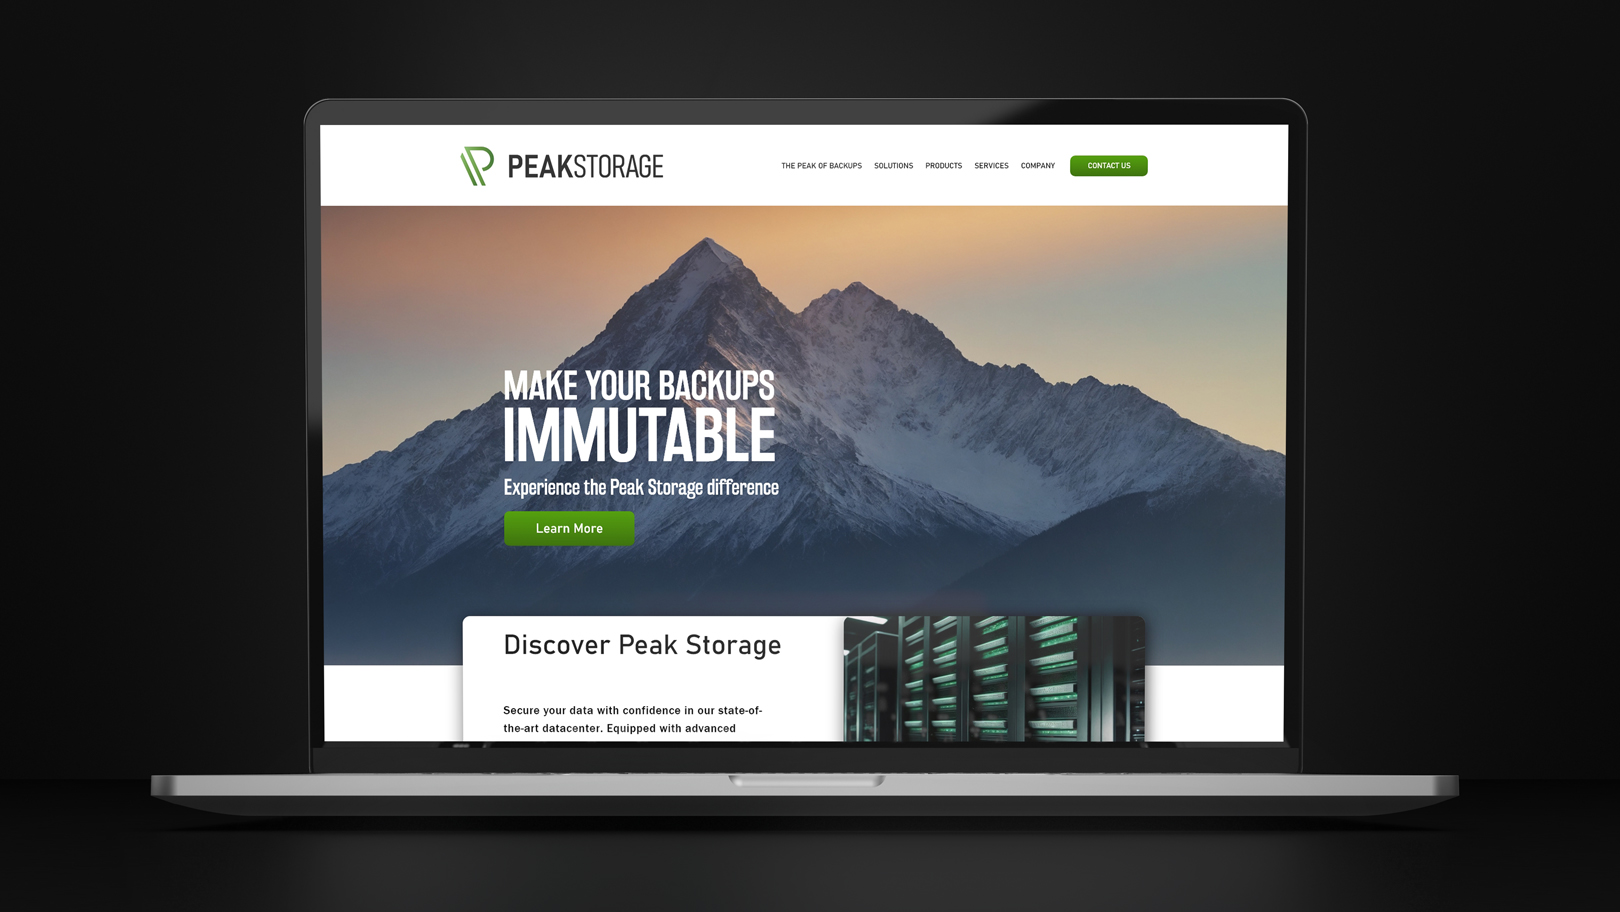 PEAKSTORAGE
THE PEAK OF BACKUPS SOLUTIONS PRODUCTS SERVICES COMPANY CONTACT US
MAKE YOUR BACKUPS
IMMUTABLE
Experience the Peak Storage difference
Learn More
Discover Peak Storage
Secure your data with confidence in our state-of-
the-art datacenter. Equipped with advanced